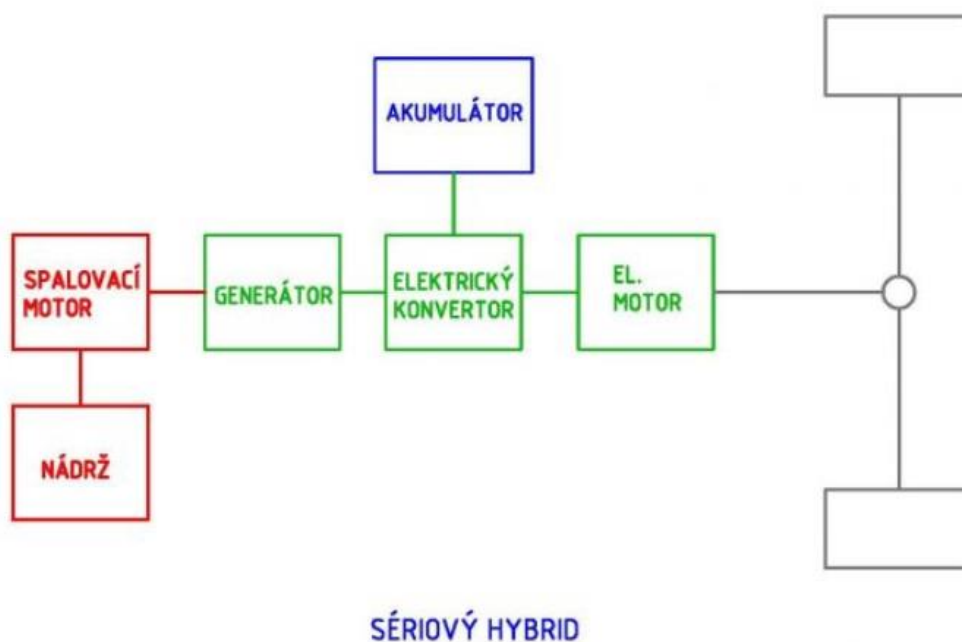 AKUMULÁTOR
SPALOVACÍ
MOTOR
GENERÁTOR
ELEKTRICKÝ
KONVERTOR
EL.
MOTOR
NÁDRŽ
SÉRIOVÝ HYBRID